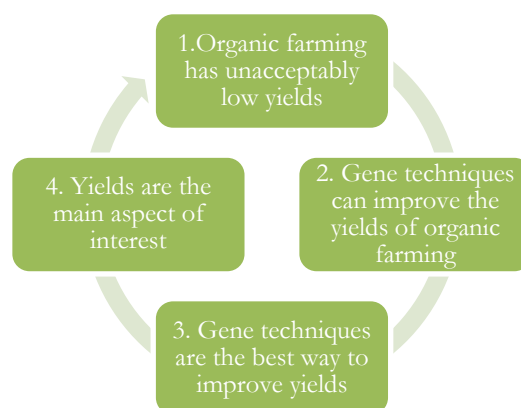 1.Organic farming
has unacceptably
low yields
2. Gene techniques
can improve the
yields of organic
farming
3. Gene techniques
are the best way to
improve yields
4. Yields are the
main aspect of
interest